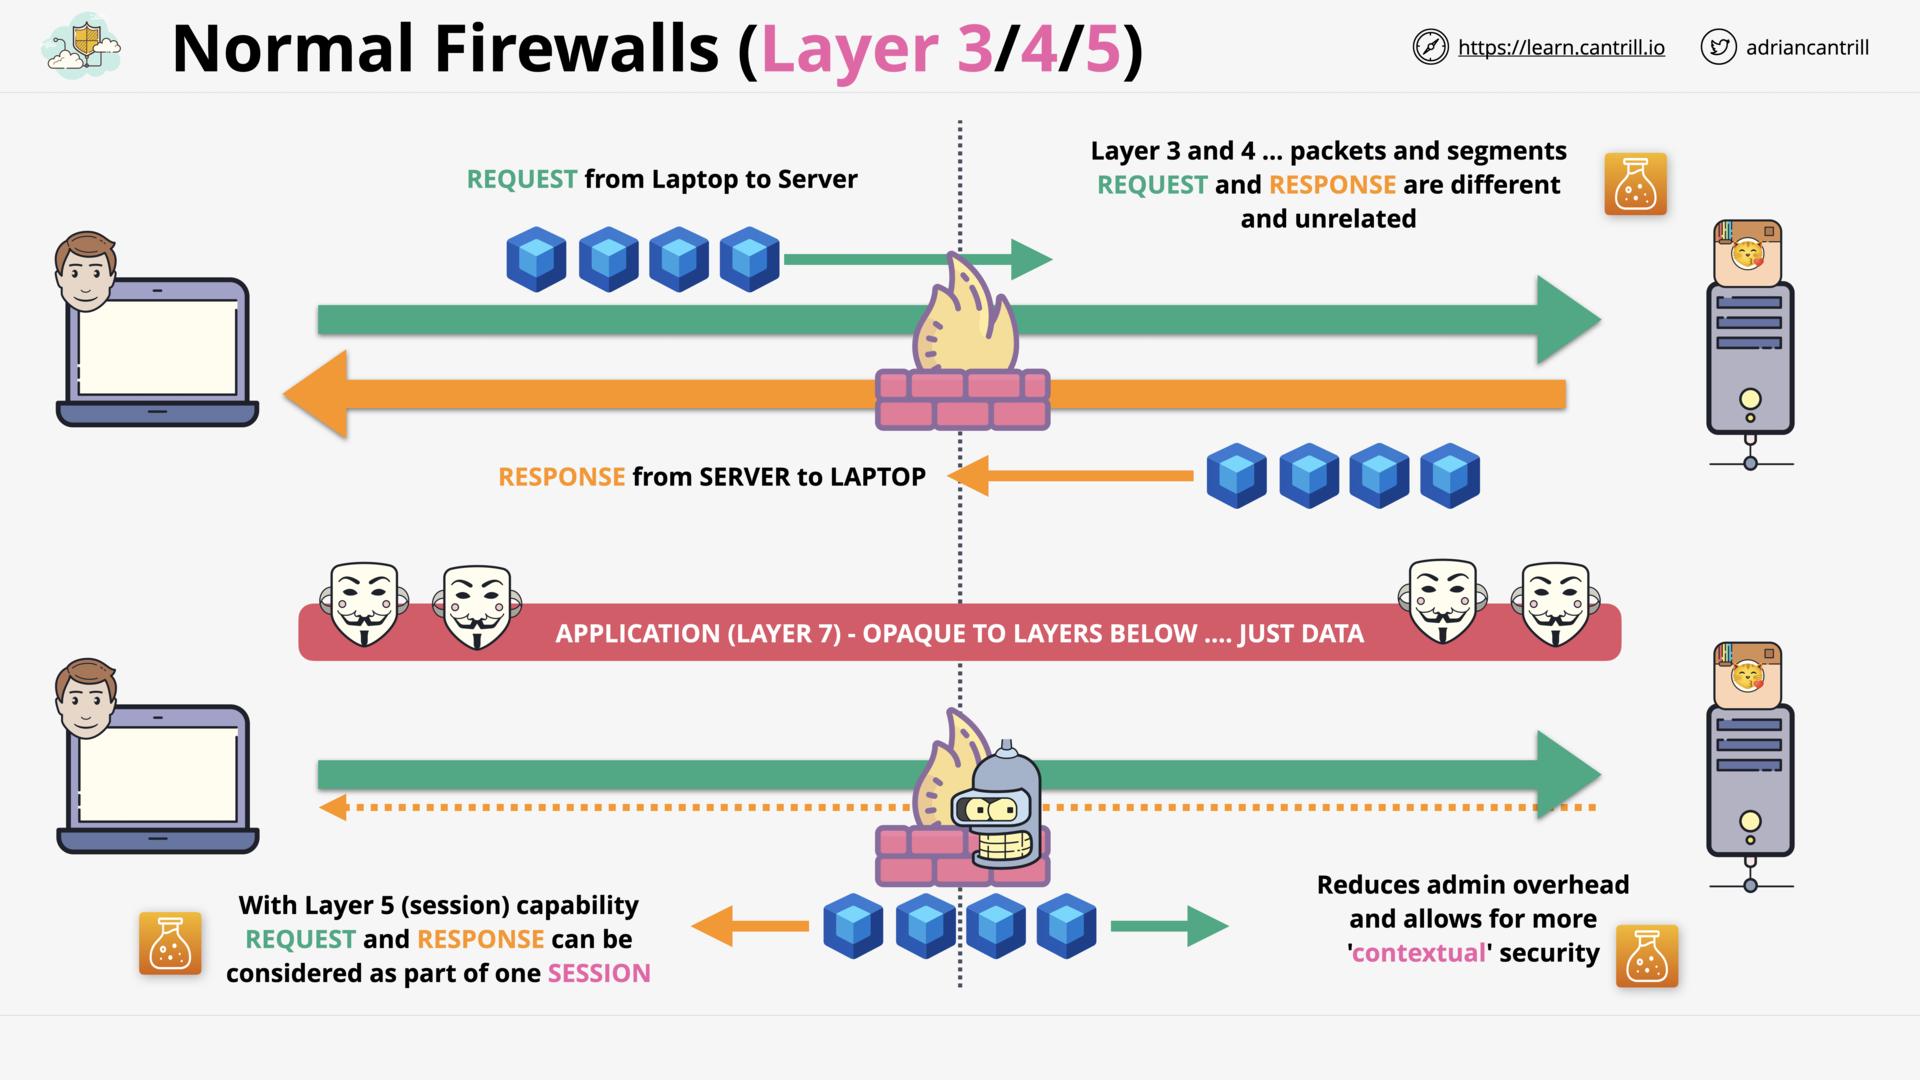 Normal Firewalls (Layer 3/4/5)
https://learn.cantrill.io
adriancantrill
REQUEST from Laptop to Server
Layer 3 and 4 ... packets and segments
REQUEST and RESPONSE are different
and unrelated
RESPONSE from SERVER to LAPTOP
APPLICATION (LAYER 7) - OPAQUE TO LAYERS BELOW .... JUST DATA
With Layer 5 (session) capability
REQUEST and RESPONSE can be
considered as part of one SESSION
Reduces admin overhead
and allows for more
'contextual' security